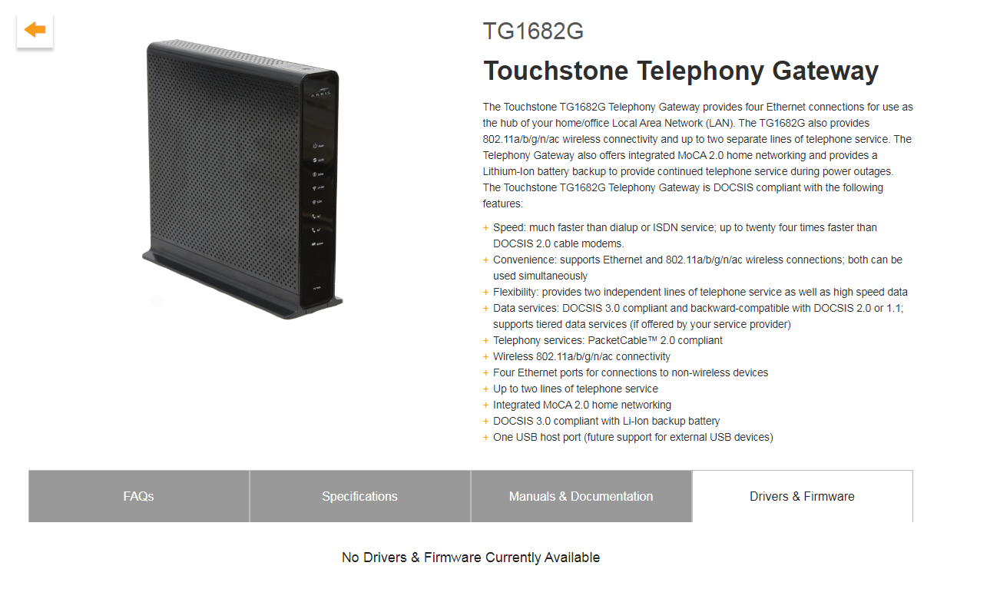 TG1682G
Touchstone Telephony Gateway
The Touchstone TG1682G Telephony Gateway provides four Ethernet connections for use as
the hub of your home/office Local Area Network (LAN). The TG1682G also provides
802.11a/b/g/n/ac wireless connectivity and up to two separate lines of telephone service. The
Telephony Gateway also offers integrated MoCA 2.0 home networking and provides a
Lithium-Ion battery backup to provide continued telephone service during power outages.
The Touchstone TG1682G Telephony Gateway is DOCSIS compliant with the following
features:
+ Speed: much faster than dialup or ISDN service; up to twenty four times faster than
DOCSIS 2.0 cable modems.
+ Convenience: supports Ethernet and 802.11a/b/g/n/ac wireless connections; both can be
used simultaneously
+ Flexibility: provides two independent lines of telephone service as well as high speed data
+ Data services: DOCSIS 3.0 compliant and backward-compatible with DOCSIS 2.0 or 1.1;
supports tiered data services (if offered by your service provider)
+ Telephony services: PacketCable™ 2.0 compliant
+ Wireless 802.11a/b/g/n/ac connectivity
+ Four Ethernet ports for connections to non-wireless devices
+ Up to two lines of telephone service
+ Integrated MoCA 2.0 home networking
+ DOCSIS 3.0 compliant with Li-Ion backup battery
+ One USB host port (future support for external USB devices)
ARRIS
Power
FAQs
Specifications
Manuals & Documentation
Drivers & Firmware
No Drivers & Firmware Currently Available